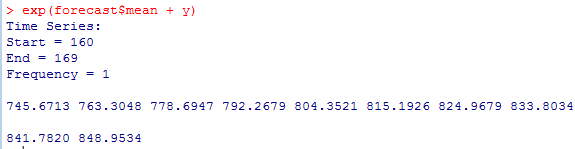 > exp(forecast$mean + y)
Time Series:
Start = 160
End = 169
Frequency = 1
745.6713 763.3048 778.6947 792.2679 804.3521 815.1926 824.9679 833.8034
841.7820 848.9534